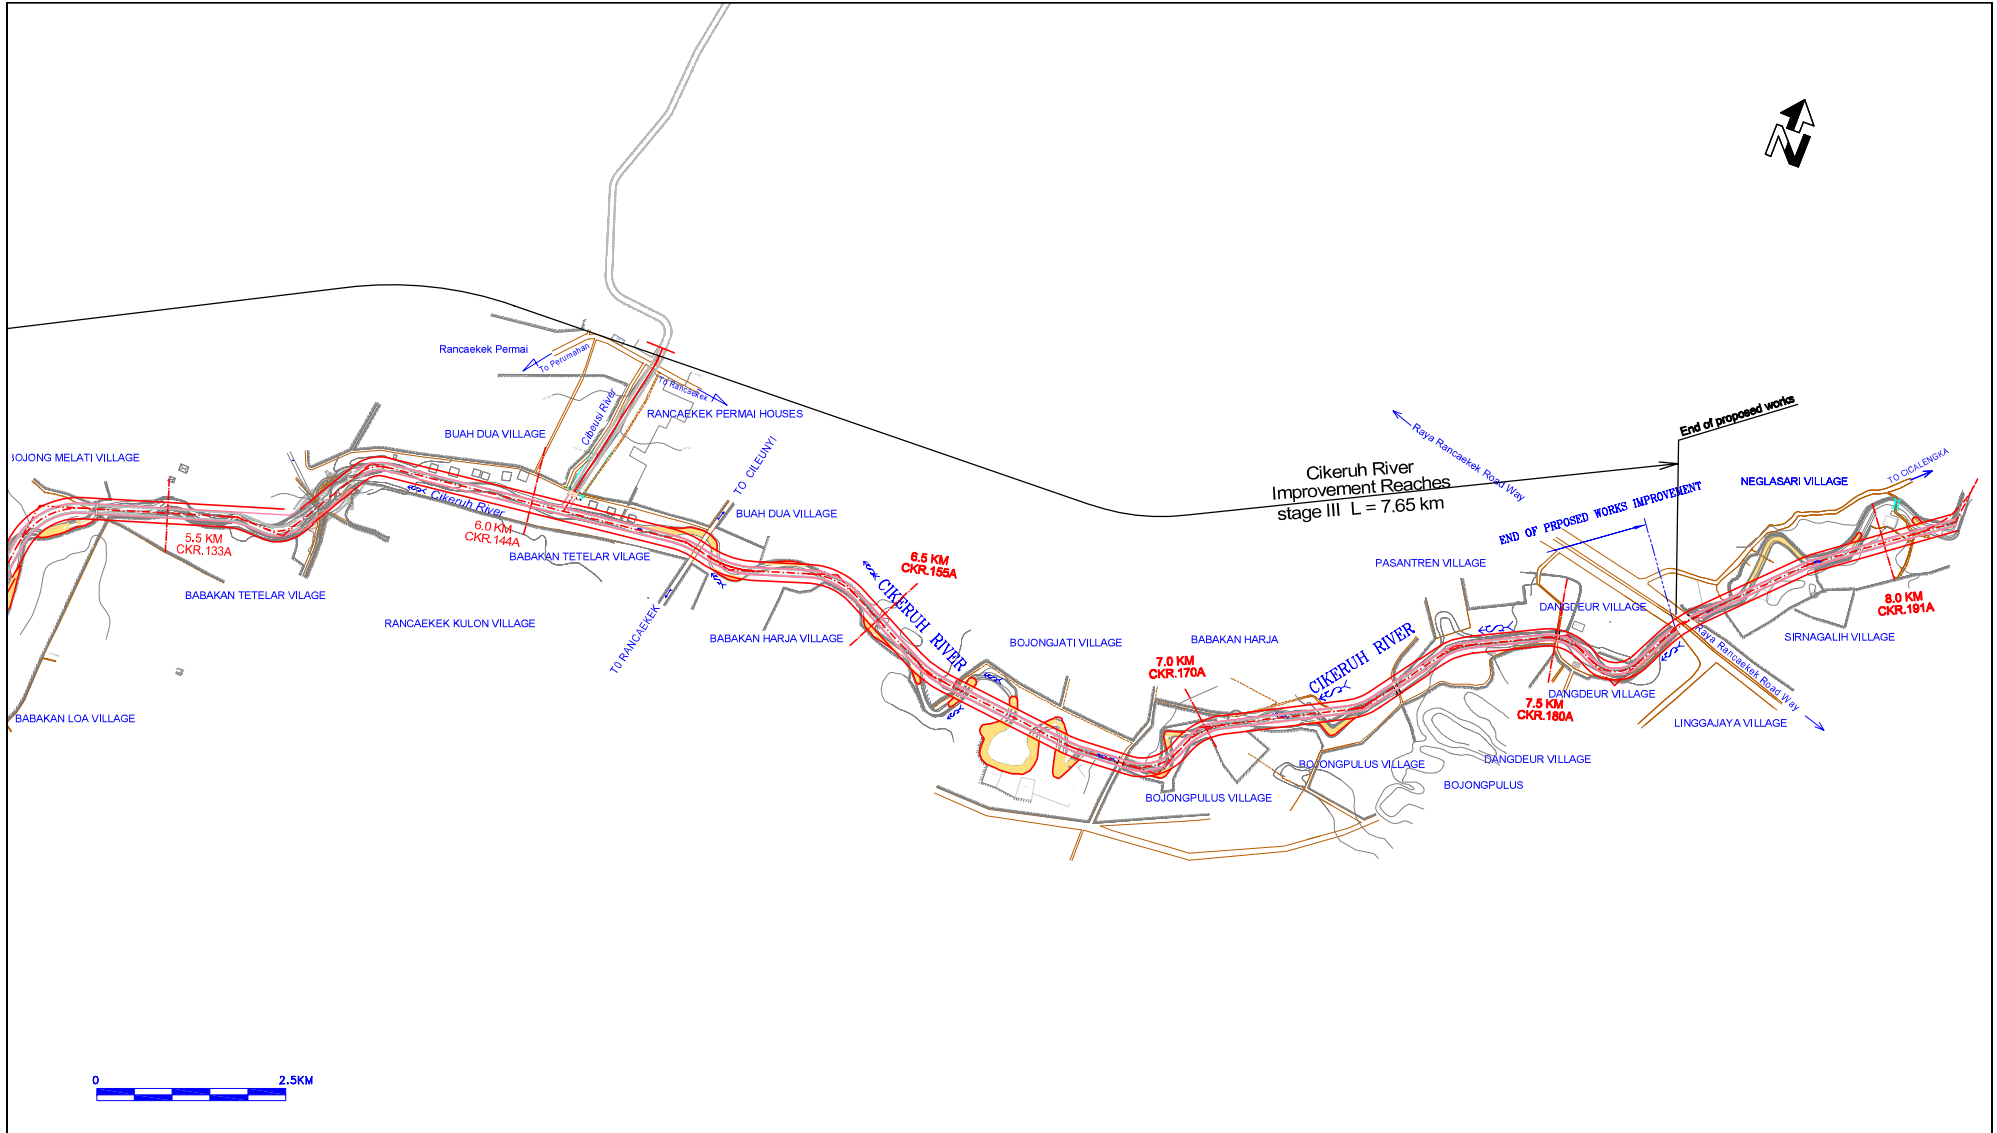 End of proposed works
Raya Rancaekek Road Way
Cikeruh River
Improvement Reaches
stage III L = 7.65 km
END OF PRPOSED WORKS IMPROVEMENT
NEGLASARI VILLAGE
TO CICALENGKA
Rancaekek Permai
To Perumahan
To Rancaekek
RANCAEKEK PERMAI HOUSES
Cibeusi River
BUAH DUA VILLAGE
TO CILEUNYI
BUAH DUA VILLAGE
BOJONG MELATI VILLAGE
5.5 KM
CKR.133A
Cikeruh River
6.0 KM
CKR.144A
BABAKAN TETELAR VILAGE
BABAKAN TETELAR VILAGE
RANCAEKEK KULON VILLAGE
TO RANCAEKEK
6.5 KM
CKR.155A
CIKERUH RIVER
BABAKAN HARJA VILLAGE
BOJONGJATI VILLAGE
BABAKAN HARJA
7.0 KM
CKR.170A
CIKERUH RIVER
PASANTREN VILLAGE
DANGDEUR VILLAGE
8.0 KM
CKR.191A
SIRNAGALIH VILLAGE
Raya Rancaekek Road Way
DANGDEUR VILLAGE
7.5 KM
CKR.180A
LINGGAJAYA VILLAGE
BABAKAN LOA VILLAGE
BOJONGPULUS VILLAGE
DANGDEUR VILLAGE
BOJONGPULUS
BOJONGPULUS VILLAGE
N
0 2.5KM